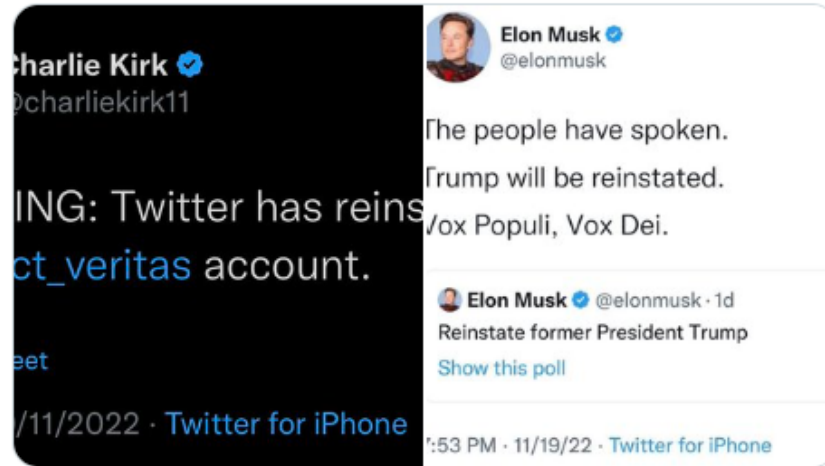 Charlie Kirk
@charliekirk11
ING: Twitter has reins
ct_veritas account.
eet
/11/2022 · Twitter for iPhone
Elon Musk
@elonmusk
The people have spoken.
Trump will be reinstated.
Vox Populi, Vox Dei.
Elon Musk @elonmusk · 1d
Reinstate former President Trump
Show this poll
:53 PM · 11/19/22 · Twitter for iPhone